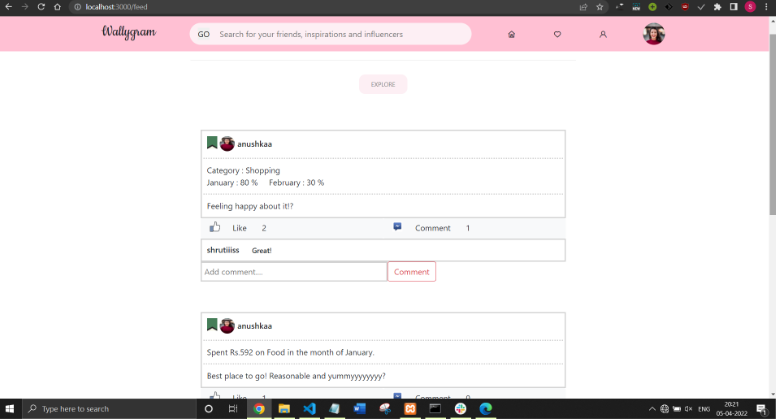 localhost:3000/feed
Wallygram
GO Search for your friends, inspirations and influencers
EXPLORE
anushkaa
Category : Shopping
January : 80 % February : 30 %
Feeling happy about it!?
Like 2 Comment 1
shrutiiiss Great!
Add comment.... Comment
anushkaa
Spent Rs.592 on Food in the month of January.
Best place to go! Reasonable and yummyyyyyyyy?
Like 1 Comment 0
Type here to search
ENG
20:21
05-04-2022